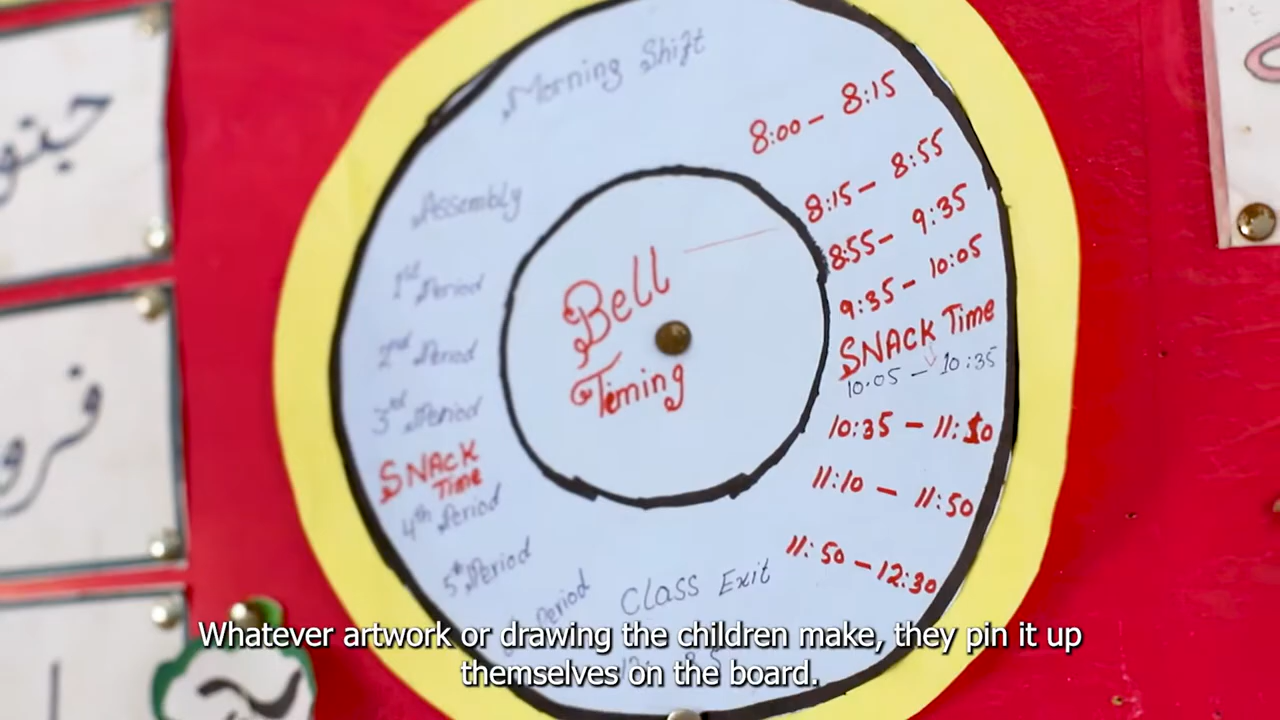 Morning Shift
8:00 - 8:15
Assembly
8:15 - 8:55
1st Period
8:55 - 9:35
2nd Period
9:35 - 10:05
3rd Period
SNACK Time
10:05 - 10:35
SNACK
Time
10:35 - 11:10
4th Period
11:10 - 11:50
5th Period
11:50 - 12:30
Period
Class Exit
Bell
Timing
Whatever artwork or drawing the children make, they pin it up
themselves on the board.